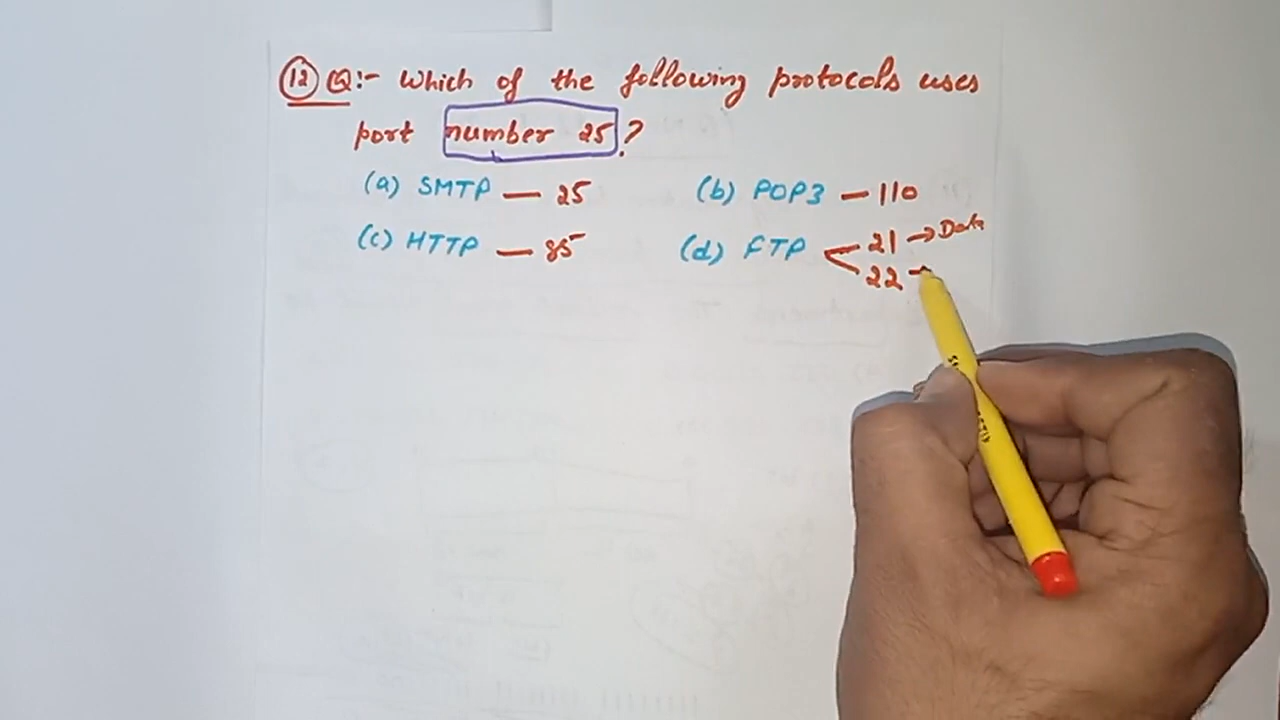 12 Q:- Which of the following protocols uses
port number 25?
(a) SMTP — 25 (b) POP3 — 110
(c) HTTP — 85 (d) FTP < 21 → Data
22